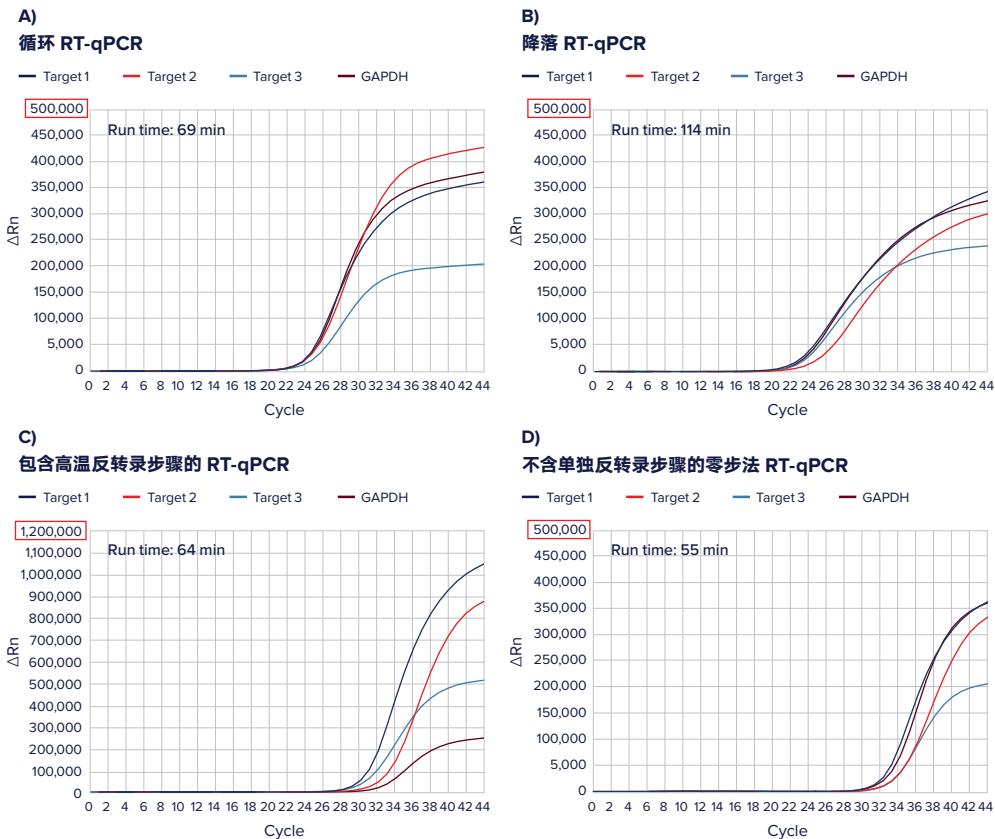 A)
循环 RT-qPCR
Target 1 Target 2 Target 3 GAPDH
500,000
Run time: 69 min
450,000
400,000
350,000
300,000
250,000
200,000
150,000
100,000
5,000
0
ΔRn
0 2 4 6 8 10 12 14 16 18 20 22 24 26 28 30 32 34 36 38 40 42 44
Cycle
B)
降落 RT-qPCR
Target 1 Target 2 Target 3 GAPDH
500,000
Run time: 114 min
450,000
400,000
350,000
300,000
250,000
200,000
150,000
100,000
5,000
0
ΔRn
0 2 4 6 8 10 12 14 16 18 20 22 24 26 28 30 32 34 36 38 40 42 44
Cycle
C)
包含高温反转录步骤的 RT-qPCR
Target 1 Target 2 Target 3 GAPDH
1,200,000
1,100,000
Run time: 64 min
1,000,000
900,000
800,000
700,000
600,000
500,000
400,000
300,000
200,000
100,000
0
ΔRn
0 2 4 6 8 10 12 14 16 18 20 22 24 26 28 30 32 34 36 38 40 42 44
Cycle
D)
不含单独反转录步骤的零步法 RT-qPCR
Target 1 Target 2 Target 3 GAPDH
500,000
Run time: 55 min
450,000
400,000
350,000
300,000
250,000
200,000
150,000
100,000
5,000
0
ΔRn
0 2 4 6 8 10 12 14 16 18 20 22 24 26 28 30 32 34 36 38 40 42 44
Cycle